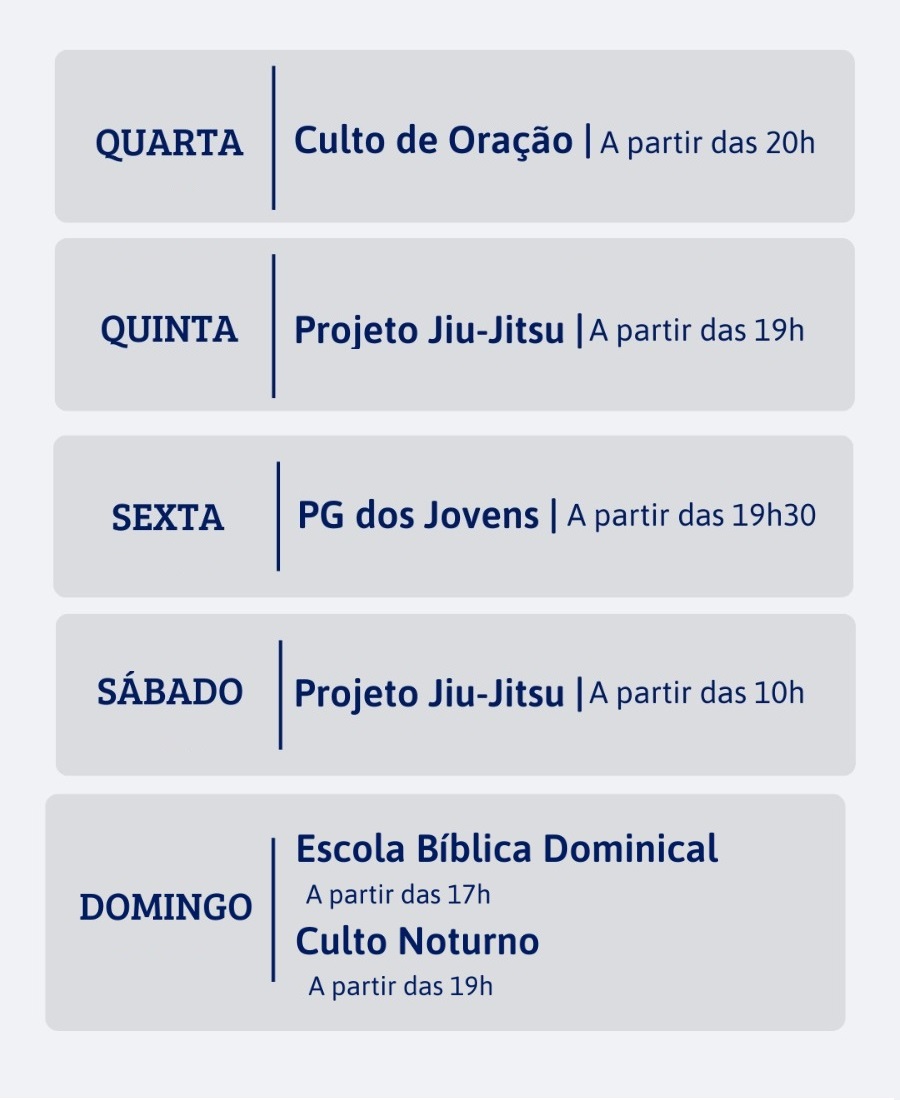 QUARTA
Culto de Oração | A partir das 20h
QUINTA
Projeto Jiu-Jitsu | A partir das 19h
SEXTA
PG dos Jovens | A partir das 19h30
SÁBADO
Projeto Jiu-Jitsu | A partir das 10h
DOMINGO
Escola Bíblica Dominical
A partir das 17h
Culto Noturno
A partir das 19h